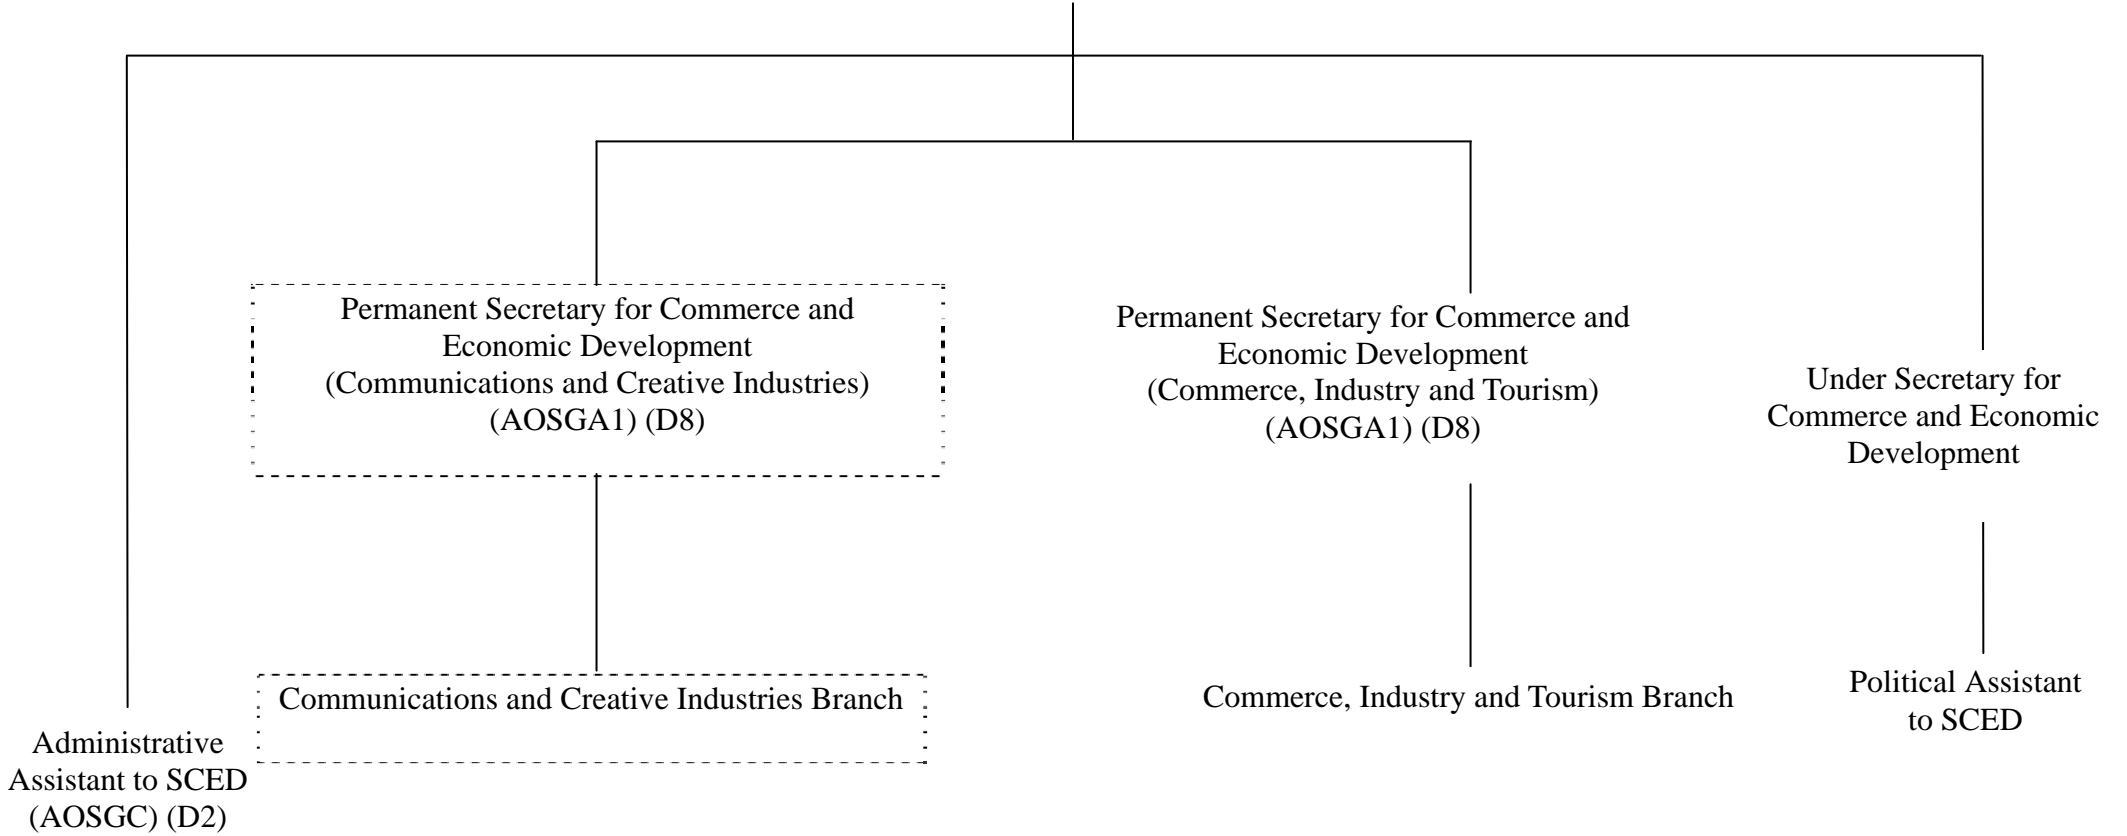 Permanent Secretary for Commerce and
Economic Development
(Communications and Creative Industries)
(AOSGA1) (D8)
Permanent Secretary for Commerce and
Economic Development
(Commerce, Industry and Tourism)
(AOSGA1) (D8)
Under Secretary for
Commerce and Economic
Development
Communications and Creative Industries Branch
Commerce, Industry and Tourism Branch
Political Assistant
to SCED
Administrative
Assistant to SCED
(AOSGC) (D2)